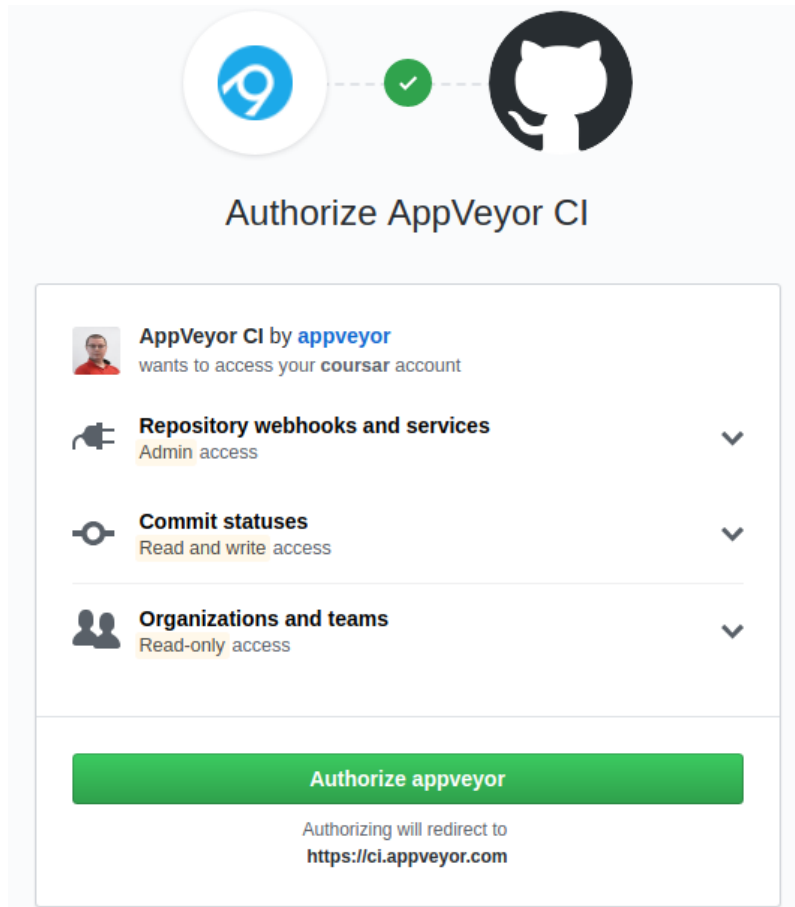 Authorize AppVeyor CI
AppVeyor CI by appveyor
wants to access your coursar account
Repository webhooks and services
Admin access
Commit statuses
Read and write access
Organizations and teams
Read-only access
Authorize appveyor
Authorizing will redirect to
https://ci.appveyor.com